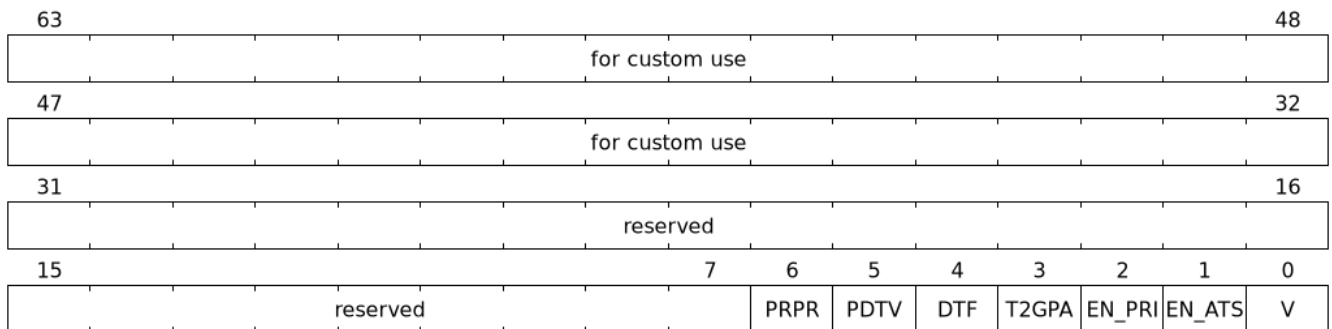 63 48
for custom use
47 32
for custom use
31 16
reserved
15 7 6 5 4 3 2 1 0
reserved PRPR PDTV DTF T2GPA EN_PRI EN_ATS V